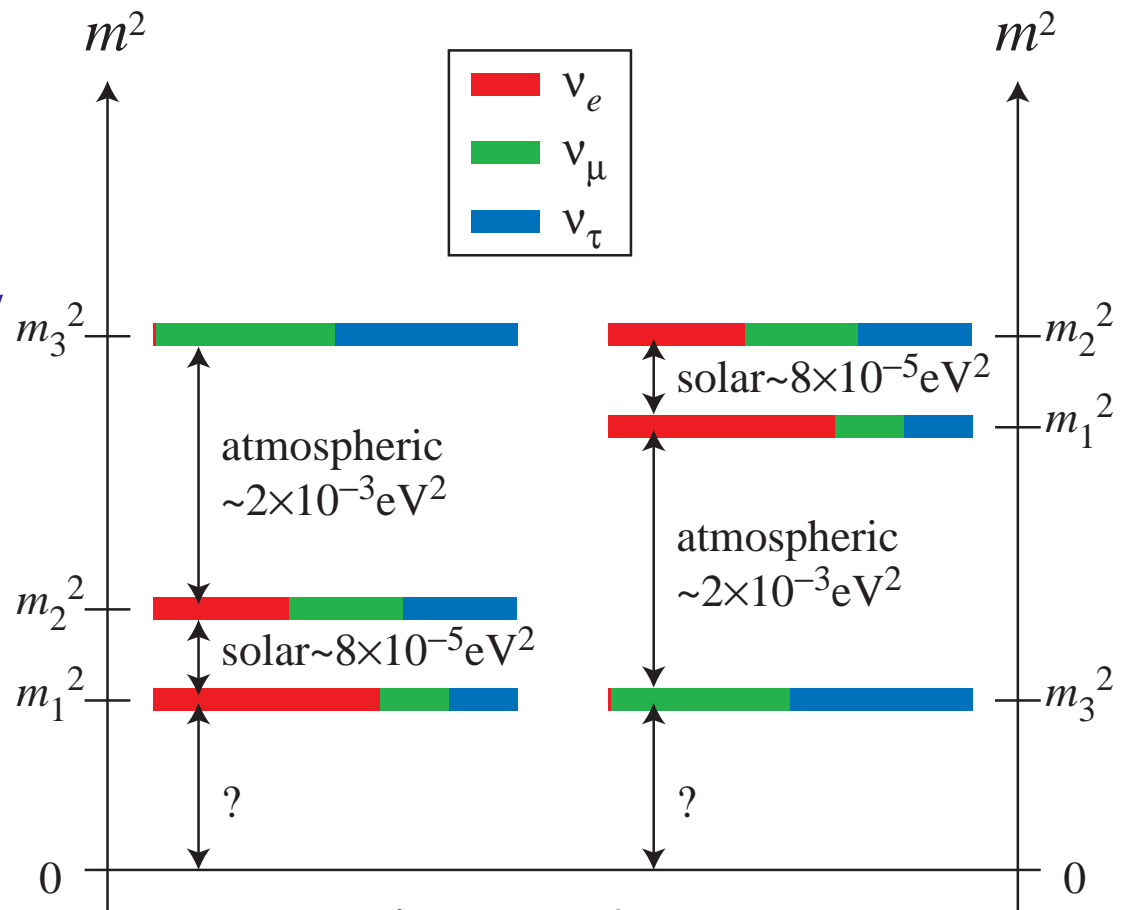 m²
m²
νₑ
ν_μ
ν_τ
m₃²
m₂²
solar~8×10⁻⁵eV²
m₁²
atmospheric
~2×10⁻³eV²
atmospheric
~2×10⁻³eV²
m₂²
solar~8×10⁻⁵eV²
m₁²
m₃²
?
?
0
0